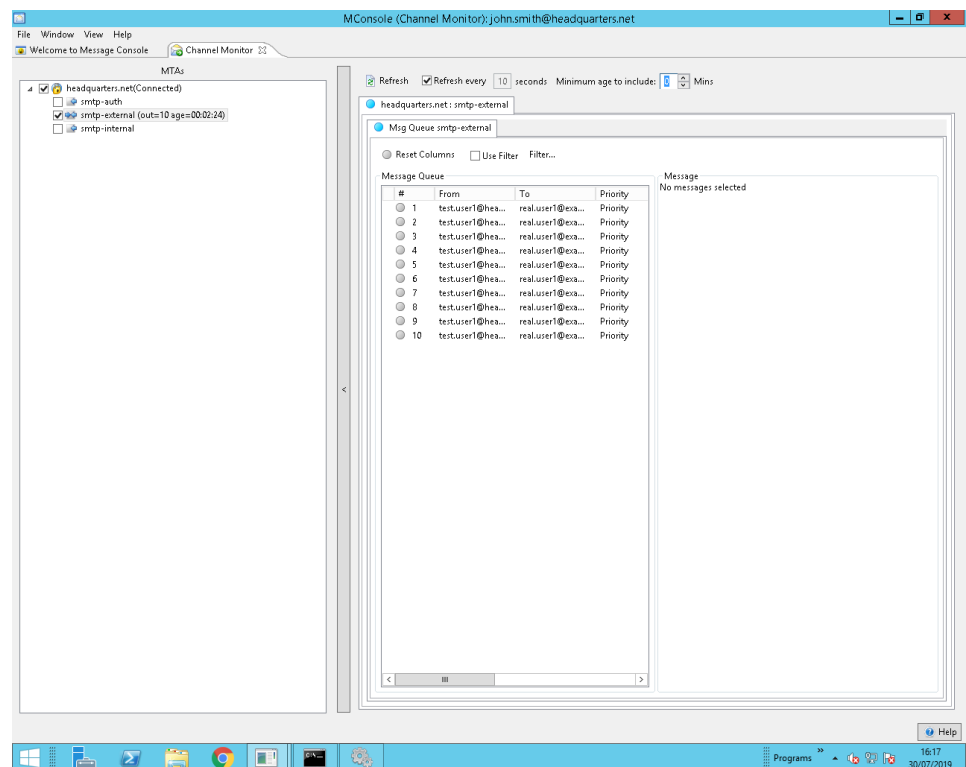 MConsole (Channel Monitor): john.smith@headquarters.net
File Window View Help
Welcome to Message Console Channel Monitor
MTAs
headquarters.net(Connected)
smtp-auth
smtp-external (out=10 age=00:02:24)
smtp-internal
<
Refresh Refresh every 10 seconds Minimum age to include: 0 Mins
headquarters.net : smtp-external
Msg Queue smtp-external
Reset Columns Use Filter Filter...
Message Queue
# From To Priority
1 test.user1@hea... real.user1@exa... Priority
2 test.user1@hea... real.user1@exa... Priority
3 test.user1@hea... real.user1@exa... Priority
4 test.user1@hea... real.user1@exa... Priority
5 test.user1@hea... real.user1@exa... Priority
6 test.user1@hea... real.user1@exa... Priority
7 test.user1@hea... real.user1@exa... Priority
8 test.user1@hea... real.user1@exa... Priority
9 test.user1@hea... real.user1@exa... Priority
10 test.user1@hea... real.user1@exa... Priority
Message
No messages selected
Help
Programs
16:17
30/07/2019